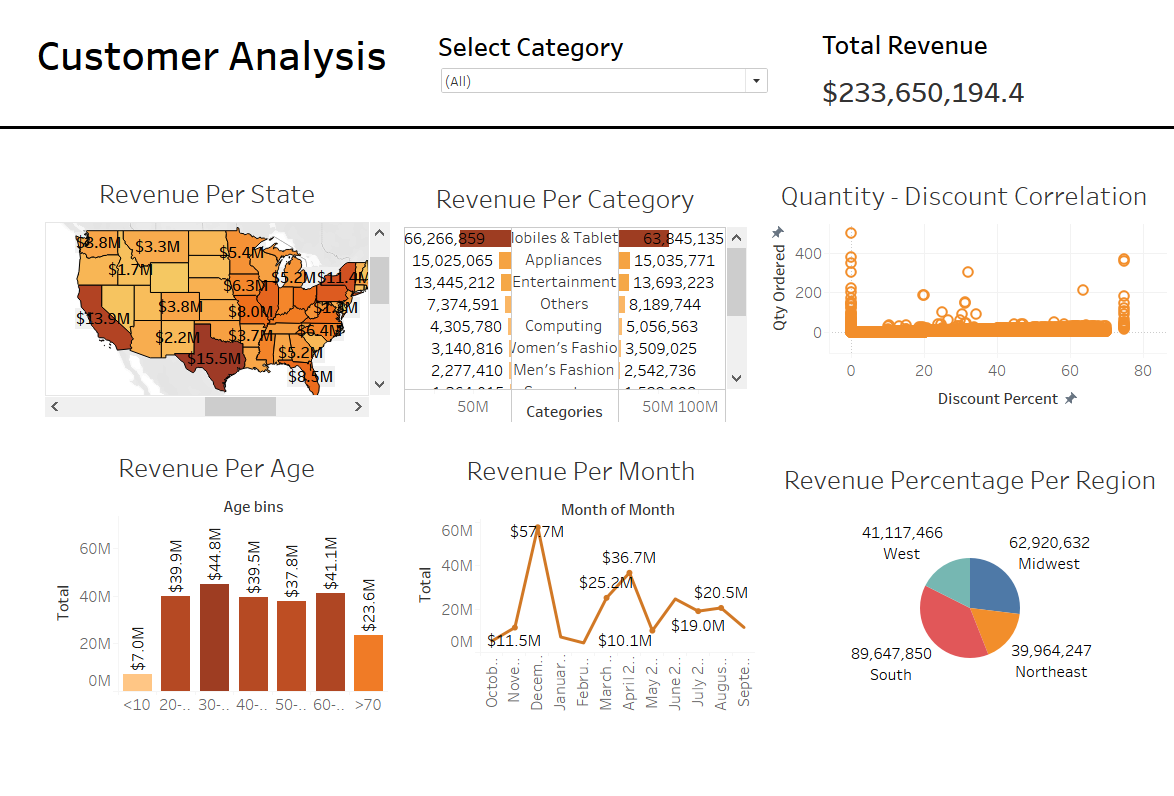 Customer Analysis
Select Category
(All)
Total Revenue
$233,650,194.4
Revenue Per State
$8.8M
$3.3M
$5.4M
$1.7M
$5.2M
$11.4M
$6.3M
$3.8M
$8.0M
$13.9M
$2.2M
$3.7M
$6.4M
$15.5M
$5.2M
$8.5M
Revenue Per Category
66,266,859 Mobiles & Tablet 63,845,135
15,025,065 Appliances 15,035,771
13,445,212 Entertainment 13,693,223
7,374,591 Others 8,189,744
4,305,780 Computing 5,056,563
3,140,816 Women's Fashio 3,509,025
2,277,410 Men's Fashion 2,542,736
50M Categories 50M 100M
Quantity - Discount Correlation
Qty Ordered
400
200
0
0 20 40 60 80
Discount Percent
Revenue Per Age
Age bins
Total
60M
40M
20M
0M
$7.0M
$39.9M
$44.8M
$39.5M
$37.8M
$41.1M
$23.6M
<10 20-.. 30-.. 40-.. 50-.. 60-.. >70
Revenue Per Month
Month of Month
Total
60M
40M
20M
0M
$57.7M
$36.7M
$25.2M
$20.5M
$19.0M
$11.5M
$10.1M
Octob..
Nove..
Decem..
Januar..
Febru..
March ..
April 2..
May 2..
June 2..
July 2..
Augus..
Septe..
Revenue Percentage Per Region
41,117,466
West
62,920,632
Midwest
89,647,850
South
39,964,247
Northeast